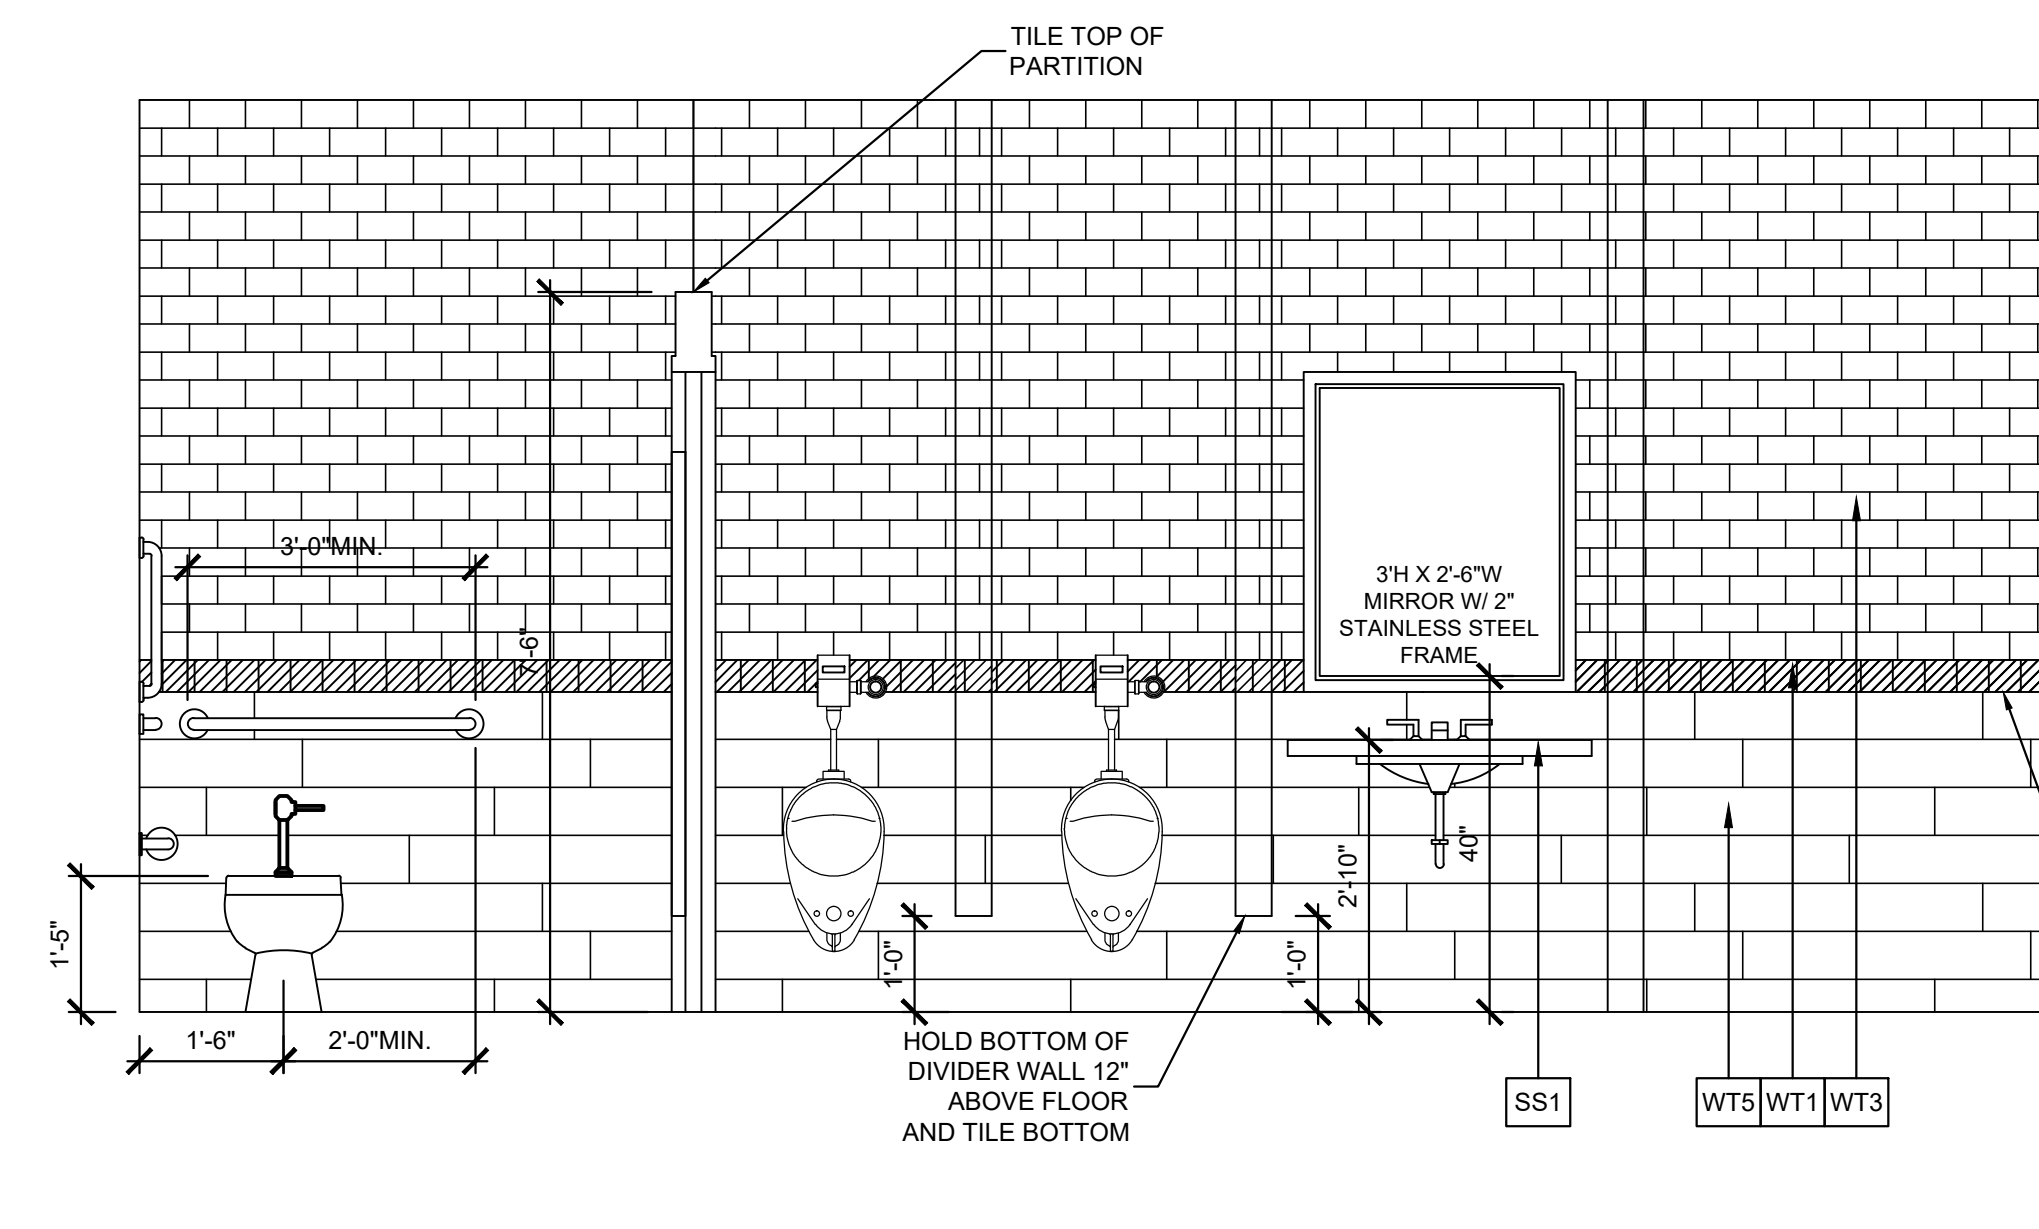 TILE TOP OF
PARTITION
3'-0"MIN.
7'-6"
3'H X 2'-6"W
MIRROR W/ 2"
STAINLESS STEEL
FRAME
40"
2'-10"
1'-5"
1'-0"
1'-0"
1'-6"
2'-0"MIN.
HOLD BOTTOM OF
DIVIDER WALL 12"
ABOVE FLOOR
AND TILE BOTTOM
SS1
WT5
WT1
WT3